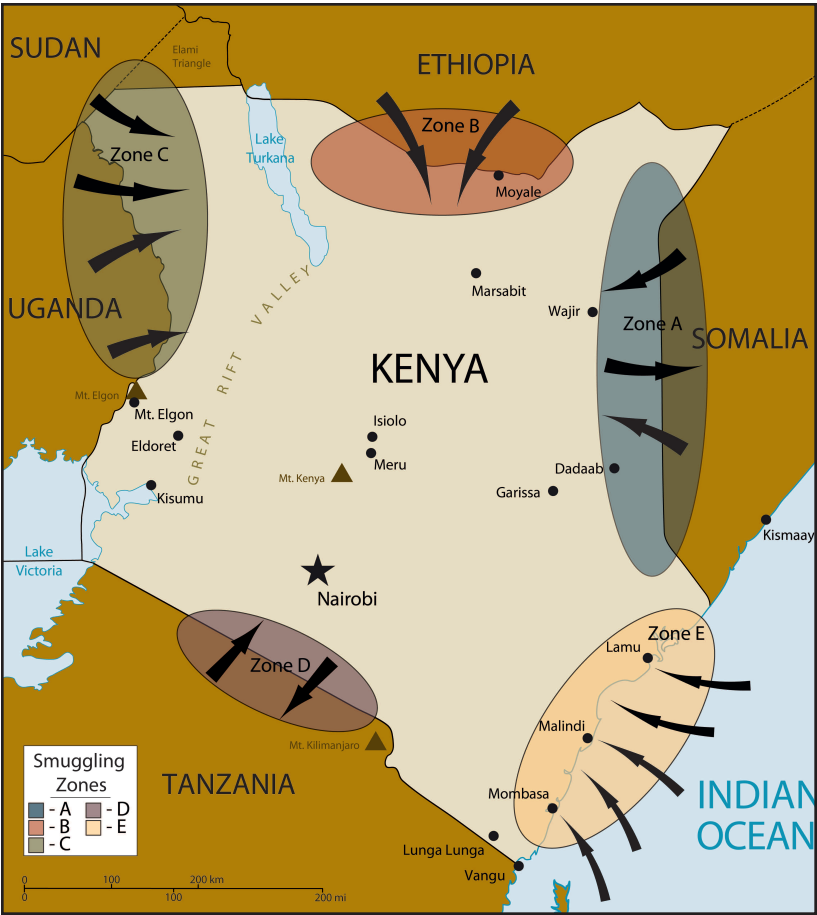 SUDAN
Elami
Triangle
ETHIOPIA
Zone B
Lake
Turkana
Zone C
Moyale
Marsabit
Wajir
Zone A
UGANDA
SOMALIA
KENYA
GREAT RIFT VALLEY
Mt. Elgon
Mt. Elgon
Eldoret
Isiolo
Meru
Mt. Kenya
Dadaab
Garissa
Kisumu
Kismaay
Lake
Victoria
Nairobi
Zone E
Lamu
Zone D
Malindi
Mt. Kilimanjaro
TANZANIA
Mombasa
INDIAN
OCEAN
Lunga Lunga
Vangu
Smuggling
Zones
- A
- D
- B
- E
- C
0 100 200 km
0 100 200 mi